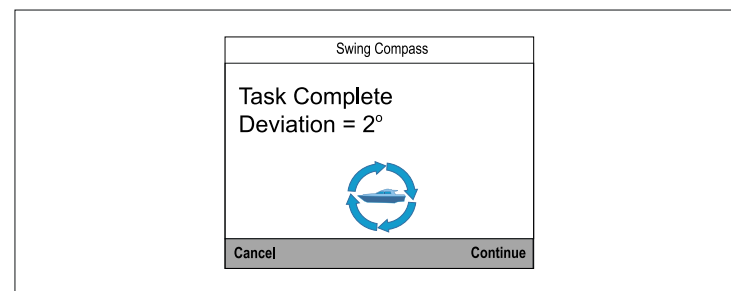 Swing Compass
Task Complete
Deviation = 2°
Cancel Continue